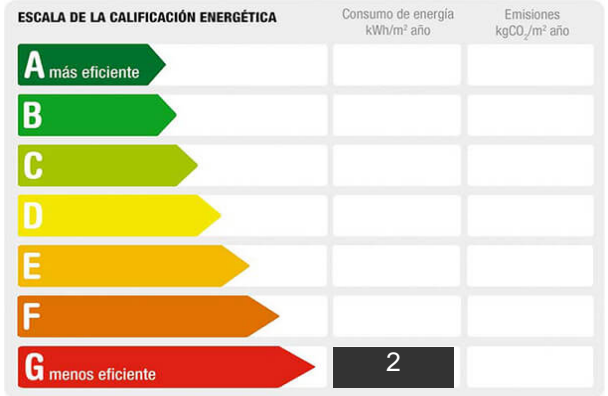 ESCALA DE LA CALIFICACIÓN ENERGÉTICA
Consumo de energía
kWh/m² año
Emisiones
kgCO₂/m² año
A más eficiente
B
C
D
E
F
G menos eficiente
2